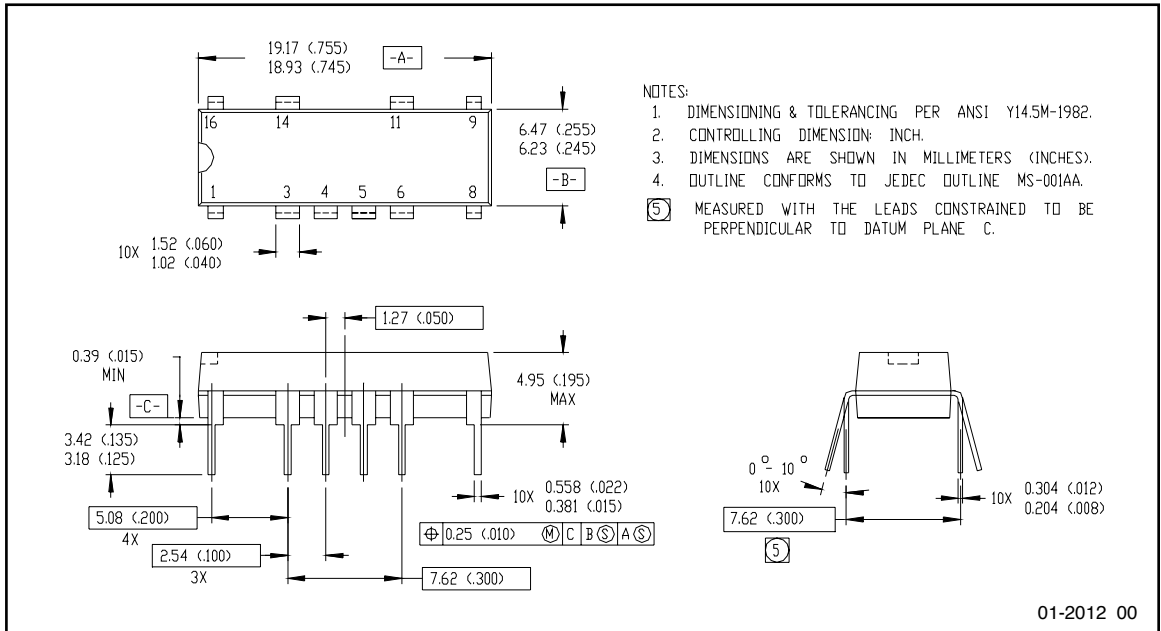 19.17 (.755)
18.93 (.745)
-A-
16 14 11 9
1 3 4 5 6 8
6.47 (.255)
6.23 (.245)
-B-
10X 1.52 (.060)
1.02 (.040)
NOTES:
1. DIMENSIONING & TOLERANCING PER ANSI Y14.5M-1982.
2. CONTROLLING DIMENSION: INCH.
3. DIMENSIONS ARE SHOWN IN MILLIMETERS (INCHES).
4. OUTLINE CONFORMS TO JEDEC OUTLINE MS-001AA.
5 MEASURED WITH THE LEADS CONSTRAINED TO BE
PERPENDICULAR TO DATUM PLANE C.
1.27 (.050)
0.39 (.015)
MIN
-C-
3.42 (.135)
3.18 (.125)
4.95 (.195)
MAX
10X 0.558 (.022)
0.381 (.015)
5.08 (.200)
4X
2.54 (.100)
3X
⌖ 0.25 (.010) Ⓜ C B Ⓢ A Ⓢ
7.62 (.300)
0° - 10°
10X
7.62 (.300)
5
10X 0.304 (.012)
0.204 (.008)
01-2012 00